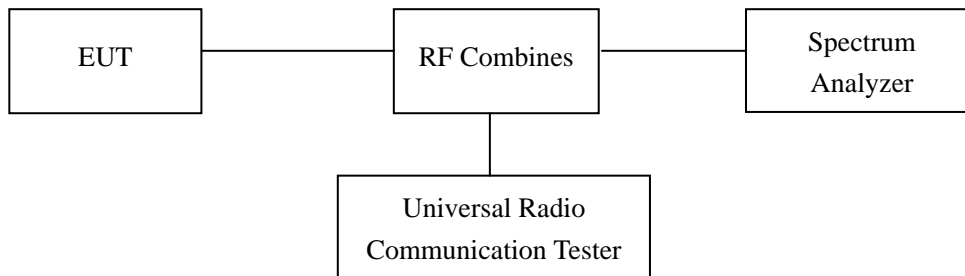 EUT
RF Combines
Spectrum
Analyzer
Universal Radio
Communication Tester